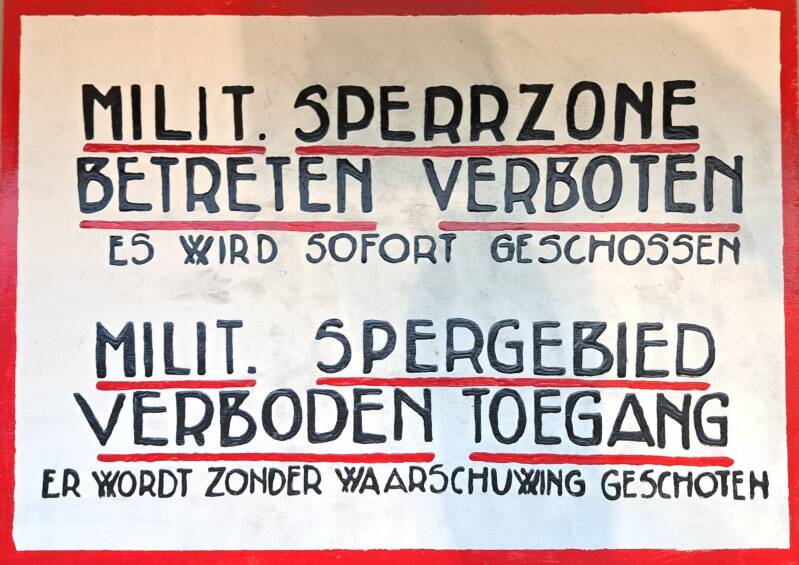 MILIT. SPERRZONE
BETRETEN VERBOTEN
ES WIRD SOFORT GESCHOSSEN
MILIT. SPERGEBIED
VERBODEN TOEGANG
ER WORDT ZONDER WAARSCHUWING GESCHOTEN